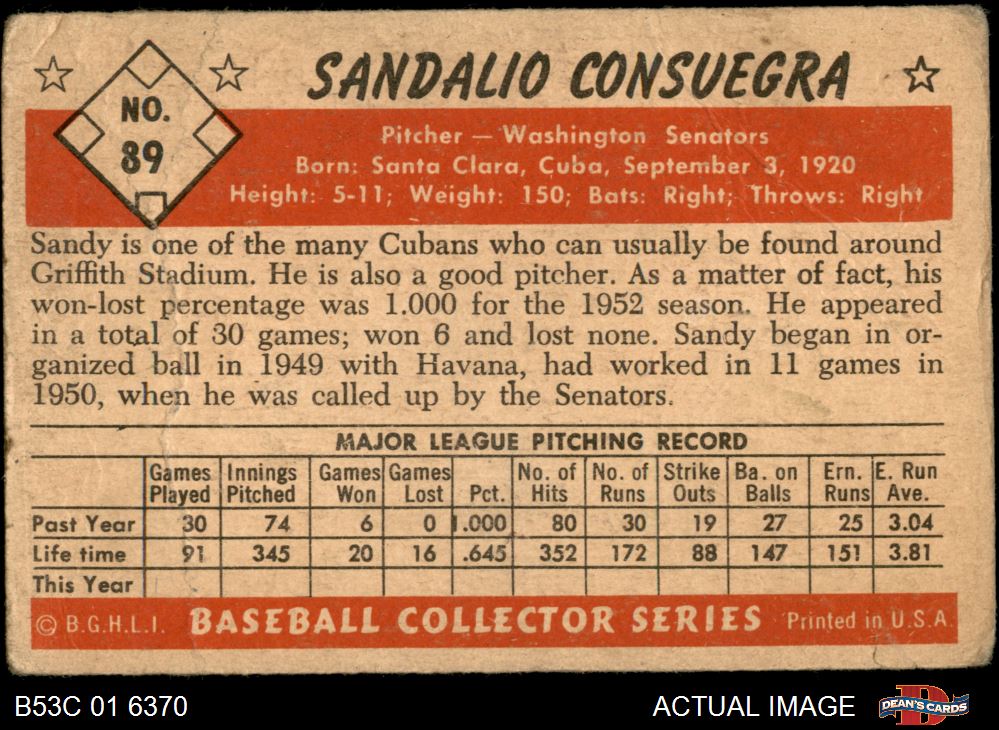 SANDALIO CONSUEGRA
NO.
89
Pitcher — Washington Senators
Born: Santa Clara, Cuba, September 3, 1920
Height: 5-11; Weight: 150; Bats: Right; Throws: Right
Sandy is one of the many Cubans who can usually be found around
Griffith Stadium. He is also a good pitcher. As a matter of fact, his
won-lost percentage was 1.000 for the 1952 season. He appeared
in a total of 30 games; won 6 and lost none. Sandy began in or-
ganized ball in 1949 with Havana, had worked in 11 games in
1950, when he was called up by the Senators.
MAJOR LEAGUE PITCHING RECORD
Games Innings Games Games No. of No. of Strike Ba. on Ern. E. Run
Played Pitched Won Lost Pct. Hits Runs Outs Balls Runs Ave.
Past Year 30 74 6 0 1.000 80 30 19 27 25 3.04
Life time 91 345 20 16 .645 352 172 88 147 151 3.81
This Year
© B.G.H.L.I. BASEBALL COLLECTOR SERIES Printed in U.S.A.
B53C 01 6370 ACTUAL IMAGE DEAN'S CARDS